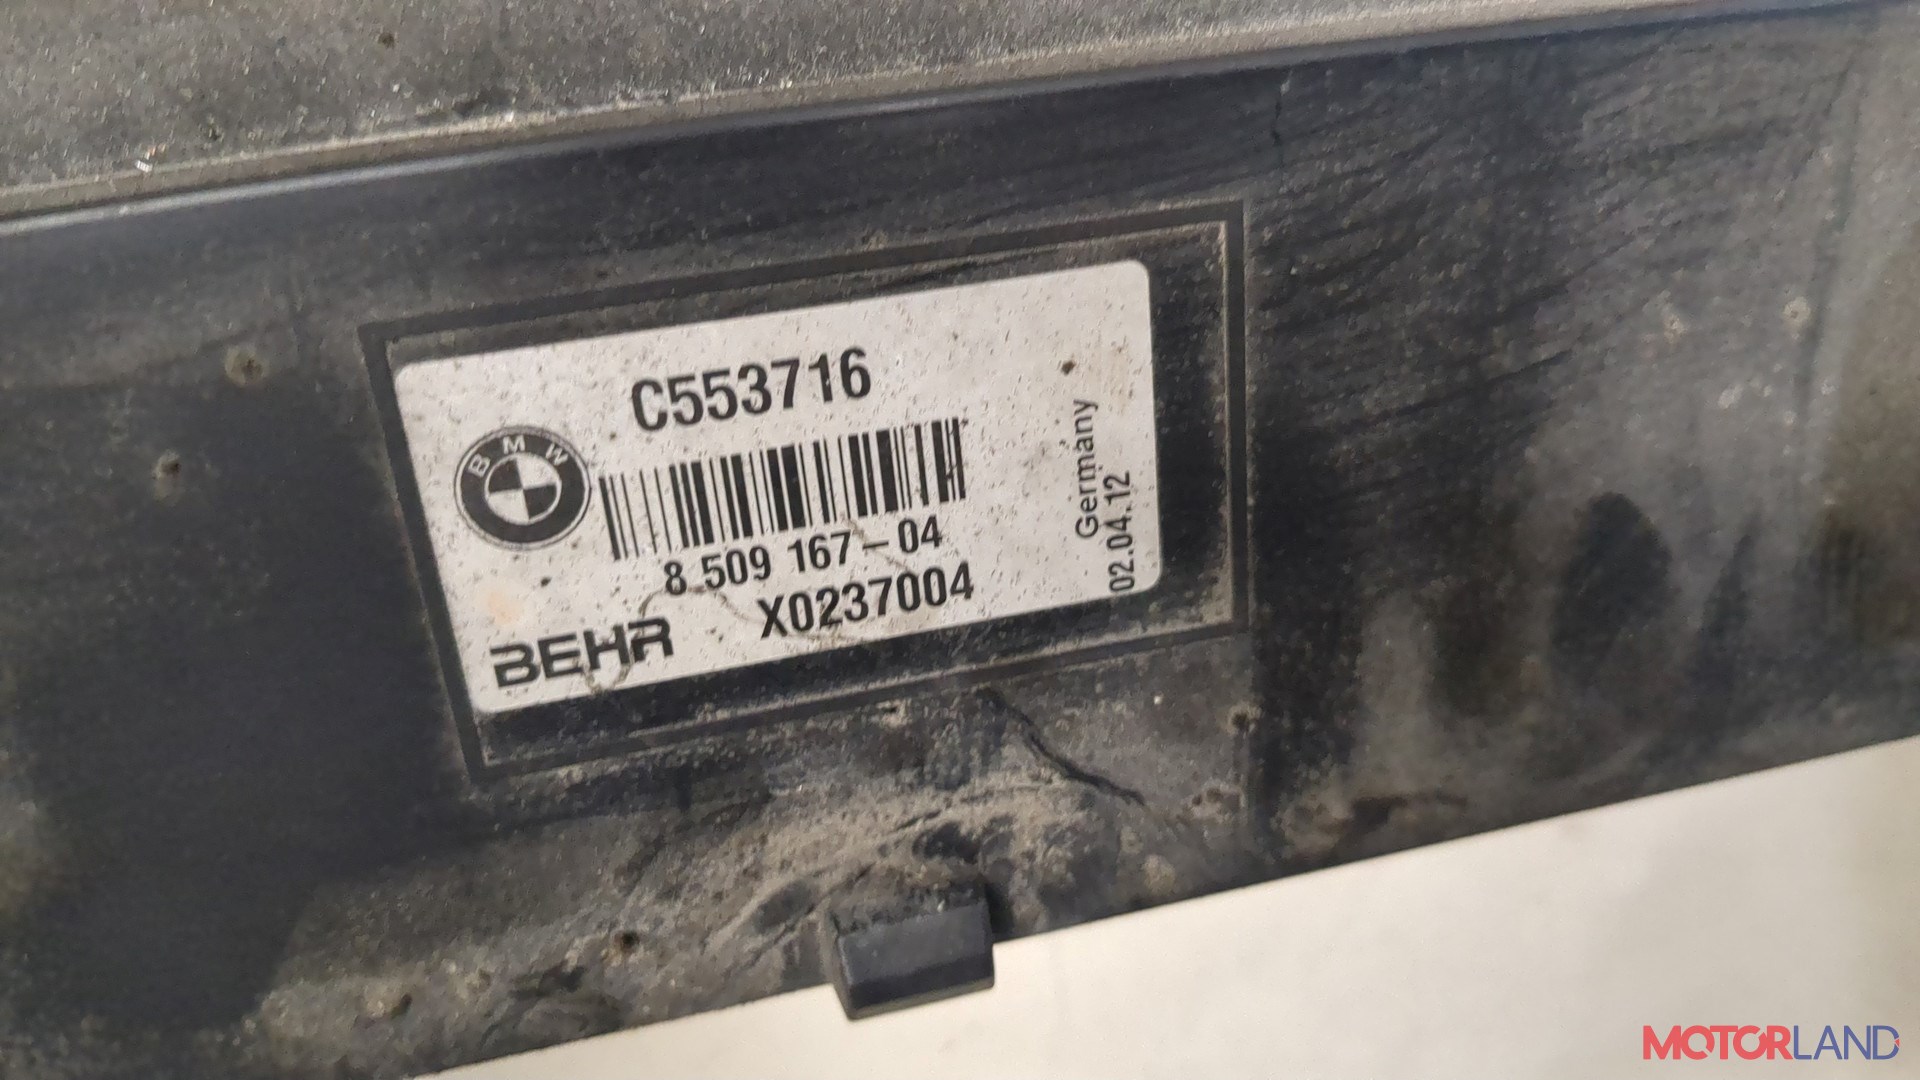 C553716
BMW
8 509 167-04
X0237004
BEHR
Germany
02.04.12
MOTORLAND